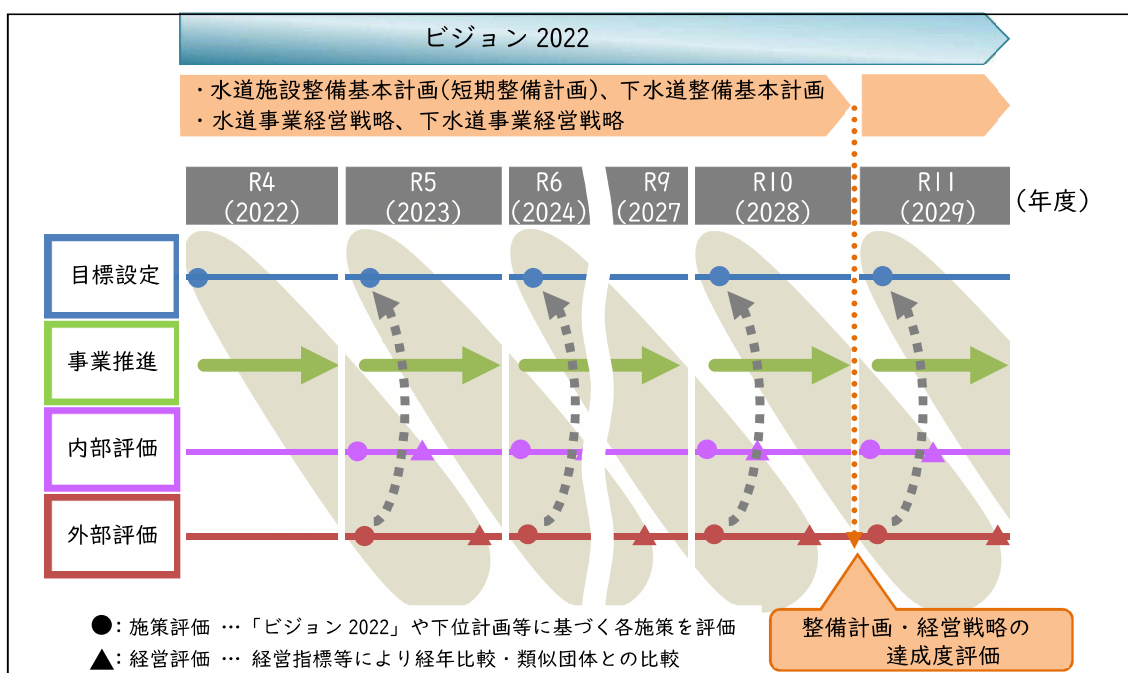 ビジョン 2022
・水道施設整備基本計画(短期整備計画)、下水道整備基本計画
・水道事業経営戦略、下水道事業経営戦略
R4 R5 R6 R9 R10 R11
(2022) (2023) (2024) (2027 (2028) (2029) (年度)
目標設定
事業推進
内部評価
外部評価
●: 施策評価 …「ビジョン 2022」や下位計画等に基づく各施策を評価
▲: 経営評価 … 経営指標等により経年比較・類似団体との比較
整備計画・経営戦略の
達成度評価